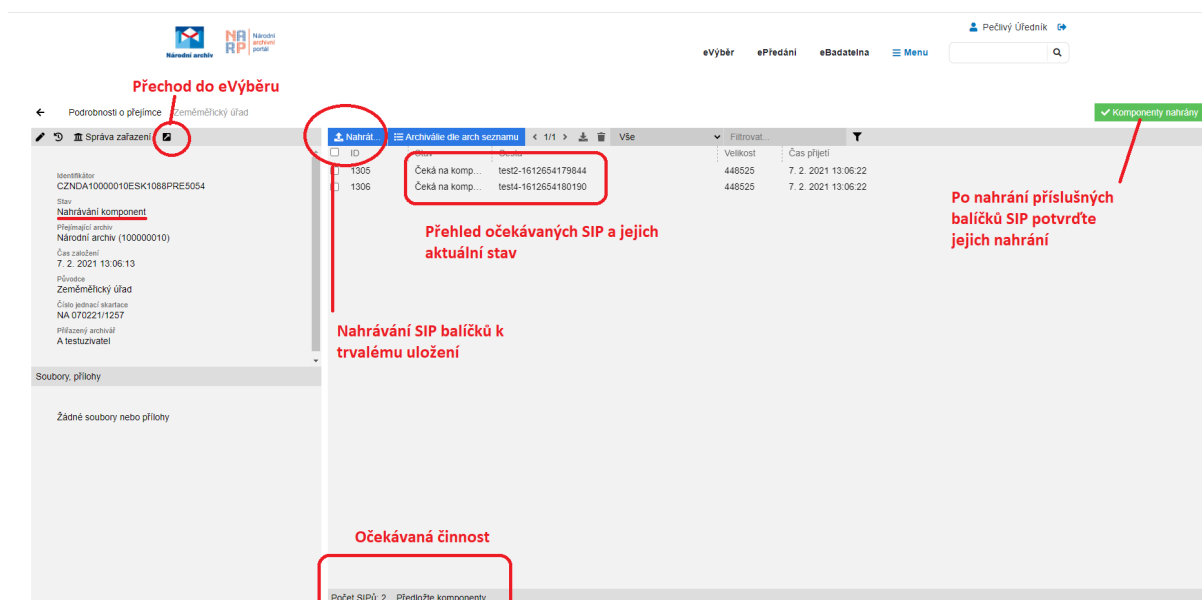 Pečlivý Úředník
Národní archiv
NA
RP
Národní
archivní
portál
eVýběr ePředání eBadatelna Menu
Přechod do eVýběru
Podrobnosti o přejímce Zeměměřický úřad
Komponenty nahrány
Správa zařazení
Nahrát... Archiválie dle arch seznamu 1/1 Vše Filtrovat...
ID Stav Cesta Velikost Čas přijetí
1305 Čeká na komp... test2-1612654179844 448525 7. 2. 2021 13:06:22
1306 Čeká na komp... test4-1612654180190 448525 7. 2. 2021 13:06:22
Identifikátor
CZNDA10000010ESK1088PRE5054
Stav
Nahrávání komponent
Přejímající archiv
Národní archiv (100000010)
Čas založení
7. 2. 2021 13:06:13
Původce
Zeměměřický úřad
Číslo jednací skartace
NA 070221/1257
Přiřazený archivář
A testuzivatel
Přehled očekávaných SIP a jejich
aktuální stav
Po nahrání příslušných
balíčků SIP potvrďte
jejich nahrání
Nahrávání SIP balíčků k
trvalému uložení
Soubory, přílohy
Žádné soubory nebo přílohy
Očekávaná činnost
Počet SIPů: 2 Předložte komponenty